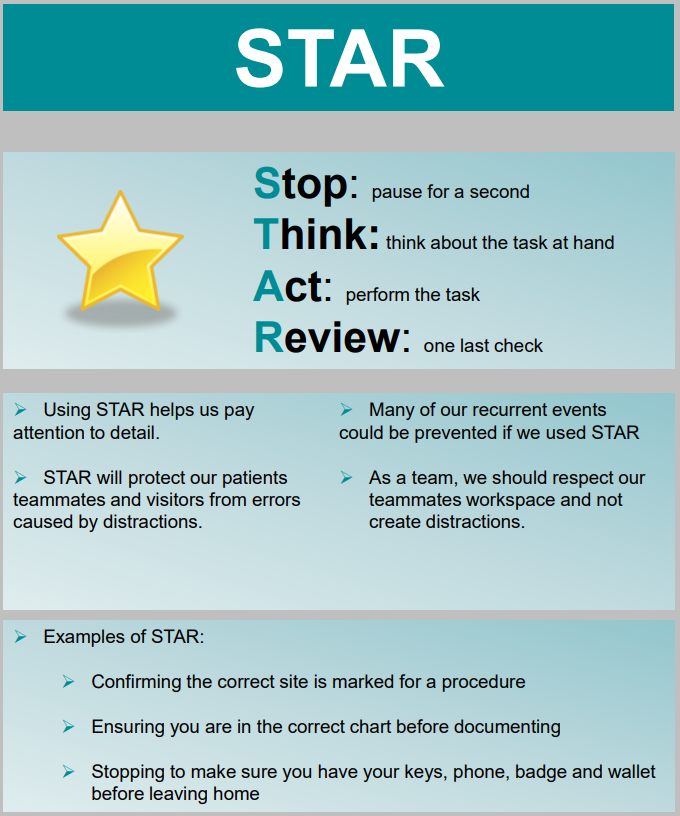 STAR
Stop: pause for a second
Think: think about the task at hand
Act: perform the task
Review: one last check
Using STAR helps us pay
attention to detail.
STAR will protect our patients
teammates and visitors from errors
caused by distractions.
Many of our recurrent events
could be prevented if we used STAR
As a team, we should respect our
teammates workspace and not
create distractions.
Examples of STAR:
Confirming the correct site is marked for a procedure
Ensuring you are in the correct chart before documenting
Stopping to make sure you have your keys, phone, badge and wallet
before leaving home